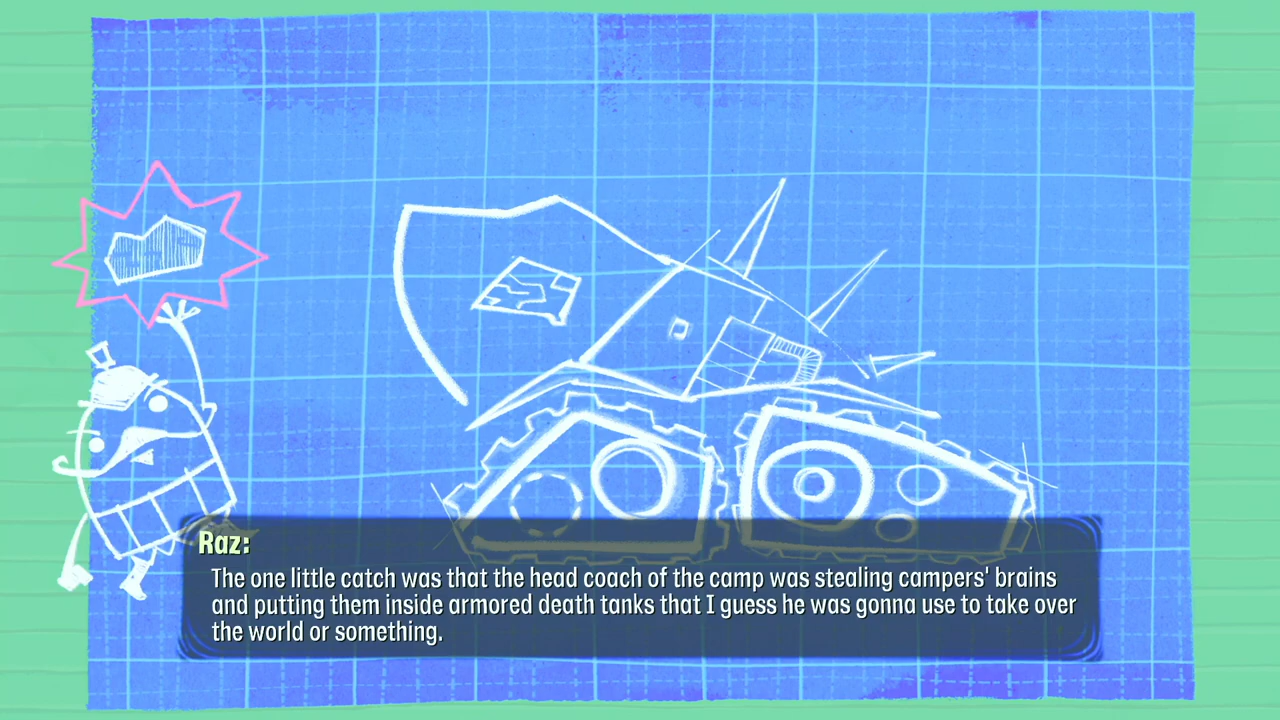 Raz:
The one little catch was that the head coach of the camp was stealing campers' brains
and putting them inside armored death tanks that I guess he was gonna use to take over
the world or something.